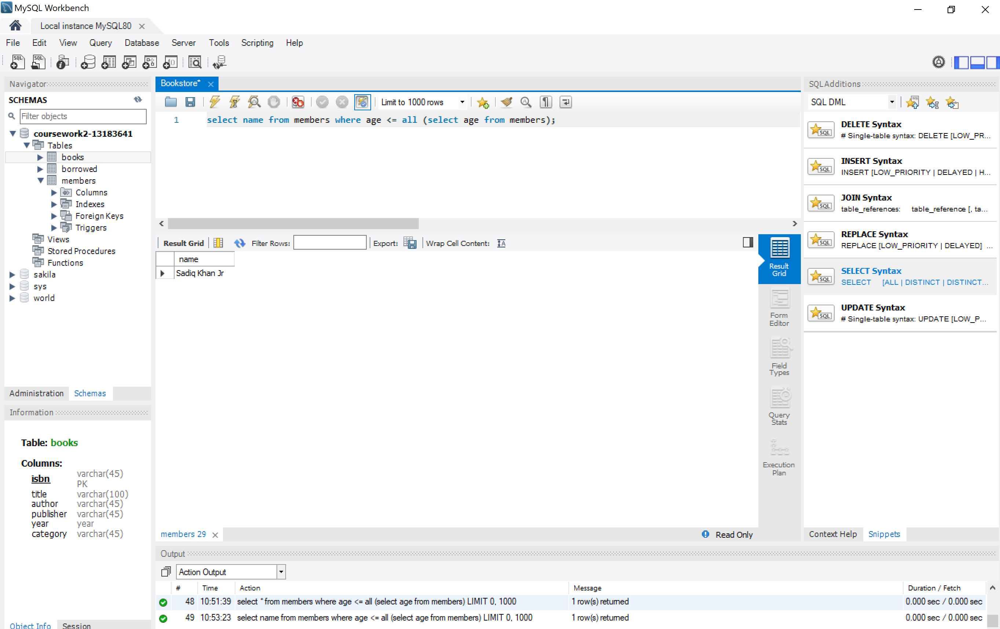 MySQL Workbench
Local instance MySQL80
File Edit View Query Database Server Tools Scripting Help
Navigator
SCHEMAS
Filter objects
coursework2-13183641
Tables
books
borrowed
members
Columns
Indexes
Foreign Keys
Triggers
Views
Stored Procedures
Functions
sakila
sys
world
Administration Schemas
Information
Table: books
Columns:
isbn varchar(45)
PK
title varchar(100)
author varchar(45)
publisher varchar(45)
year year
category varchar(45)
Object Info Session
Bookstore*
Limit to 1000 rows
1 select name from members where age <= all (select age from members);
Result Grid Filter Rows: Export: Wrap Cell Content:
name
Sadiq Khan Jr
Result
Grid
Form
Editor
Field
Types
Query
Stats
Execution
Plan
members 29
Read Only
SQLAdditions
SQL DML
DELETE Syntax
# Single-table syntax: DELETE [LOW_PR...
INSERT Syntax
INSERT [LOW_PRIORITY | DELAYED | H...
JOIN Syntax
table_references: table_reference [, ta...
REPLACE Syntax
REPLACE [LOW_PRIORITY | DELAYED] ...
SELECT Syntax
SELECT [ALL | DISTINCT | DISTINCT...
UPDATE Syntax
# Single-table syntax: UPDATE [LOW_P...
Context Help Snippets
Output
Action Output
# Time Action Message Duration / Fetch
48 10:51:39 select * from members where age <= all (select age from members) LIMIT 0, 1000 1 row(s) returned 0.000 sec / 0.000 sec
49 10:53:23 select name from members where age <= all (select age from members) LIMIT 0, 1000 1 row(s) returned 0.000 sec / 0.000 sec